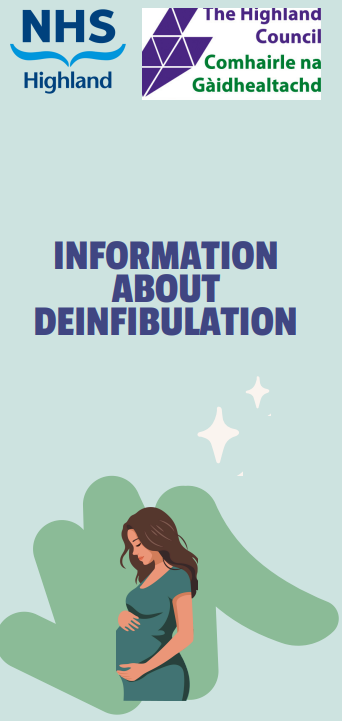 NHS
Highland
The Highland
Council
Comhairle na
Gàidhealtachd
INFORMATION
ABOUT
DEINFIBULATION